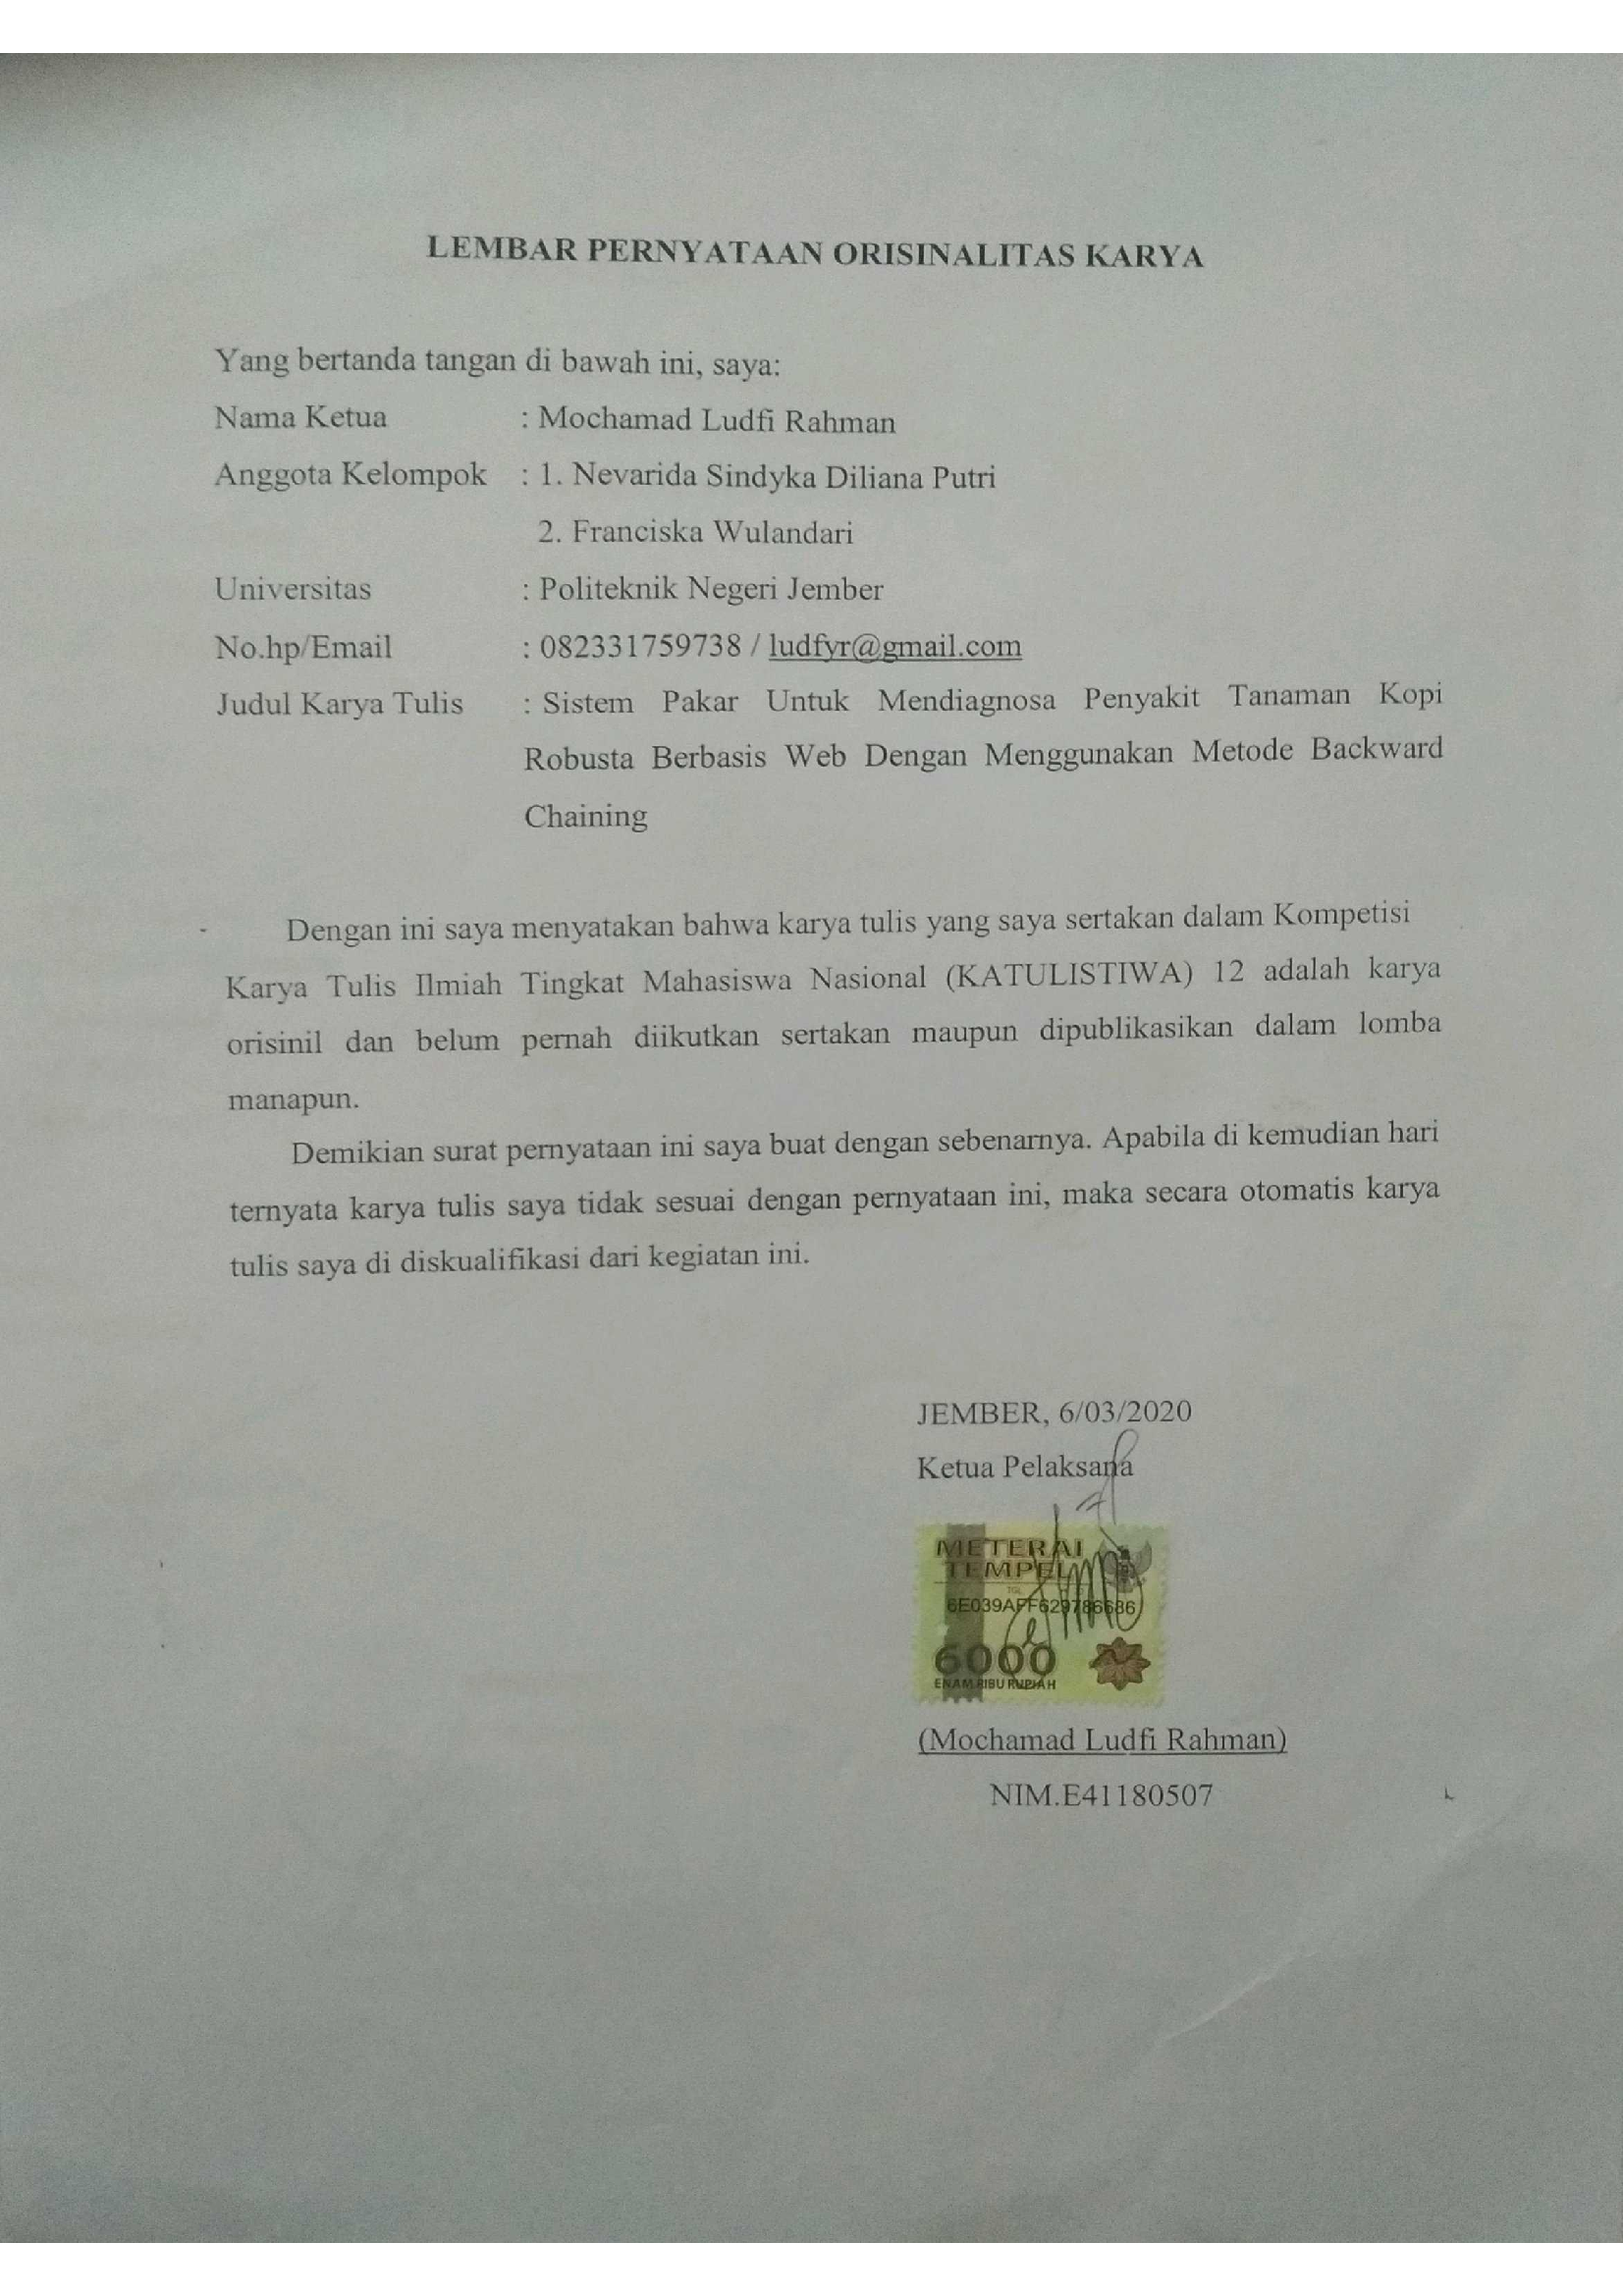 LEMBAR PERNYATAAN ORISINALITAS KARYA
Yang bertanda tangan di bawah ini, saya:
Nama Ketua : Mochamad Ludfi Rahman
Anggota Kelompok : 1. Nevarida Sindyka Diliana Putri
2. Franciska Wulandari
Universitas : Politeknik Negeri Jember
No.hp/Email : 082331759738 / ludfyr@gmail.com
Judul Karya Tulis : Sistem Pakar Untuk Mendiagnosa Penyakit Tanaman Kopi
Robusta Berbasis Web Dengan Menggunakan Metode Backward
Chaining
Dengan ini saya menyatakan bahwa karya tulis yang saya sertakan dalam Kompetisi
Karya Tulis Ilmiah Tingkat Mahasiswa Nasional (KATULISTIWA) 12 adalah karya
orisinil dan belum pernah diikutkan sertakan maupun dipublikasikan dalam lomba
manapun.
Demikian surat pernyataan ini saya buat dengan sebenarnya. Apabila di kemudian hari
ternyata karya tulis saya tidak sesuai dengan pernyataan ini, maka secara otomatis karya
tulis saya di diskualifikasi dari kegiatan ini.
JEMBER, 6/03/2020
Ketua Pelaksana
METERAI
TEMPEL
TGL
6E039AFF629786686
6000
ENAM RIBU RUPIAH
(Mochamad Ludfi Rahman)
NIM.E41180507